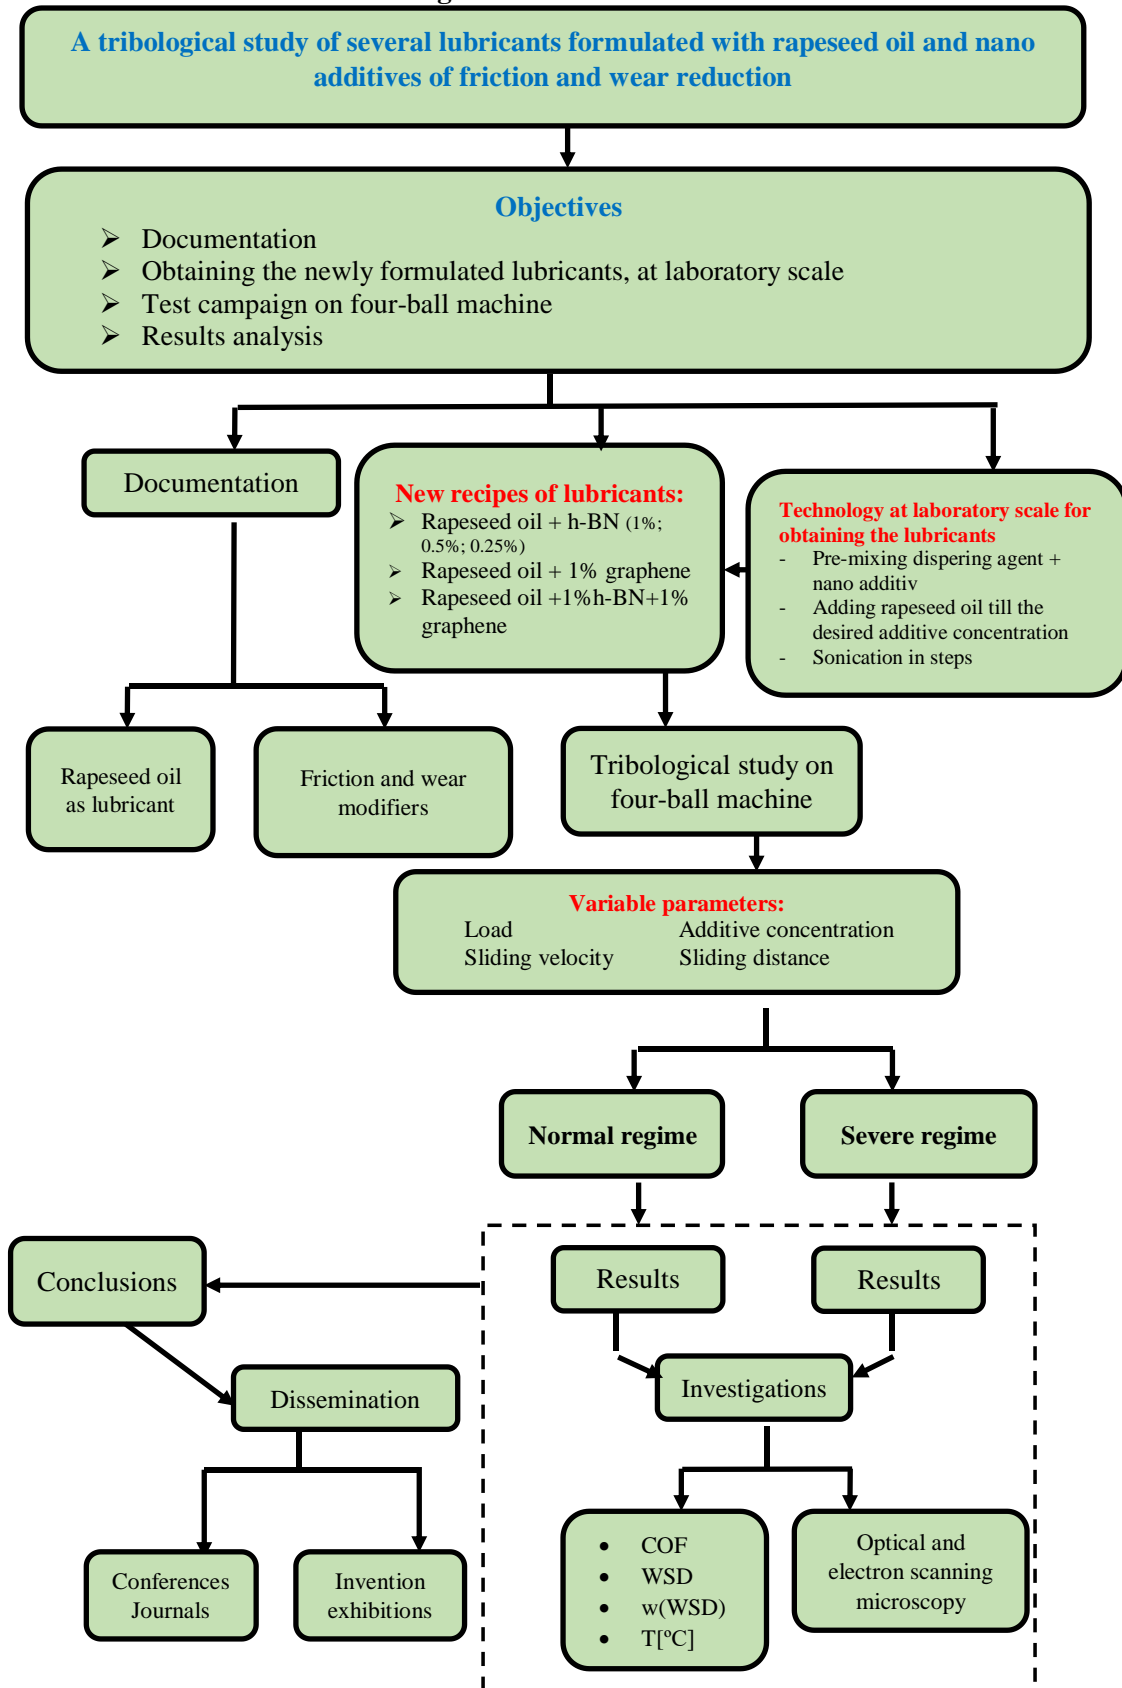 A tribological study of several lubricants formulated with rapeseed oil and nano
additives of friction and wear reduction
Objectives
➢ Documentation
➢ Obtaining the newly formulated lubricants, at laboratory scale
➢ Test campaign on four-ball machine
➢ Results analysis
Documentation
New recipes of lubricants:
➢ Rapeseed oil + h-BN (1%;
0.5%; 0.25%)
➢ Rapeseed oil + 1% graphene
➢ Rapeseed oil +1%h-BN+1%
graphene
Technology at laboratory scale for
obtaining the lubricants
- Pre-mixing dispering agent +
nano additiv
- Adding rapeseed oil till the
desired additive concentration
- Sonication in steps
Rapeseed oil
as lubricant
Friction and wear
modifiers
Tribological study on
four-ball machine
Variable parameters:
Load Additive concentration
Sliding velocity Sliding distance
Normal regime
Severe regime
Conclusions
Results
Results
Dissemination
Investigations
Conferences
Journals
Invention
exhibitions
• COF
• WSD
• w(WSD)
• T[ºC]
Optical and
electron scanning
microscopy